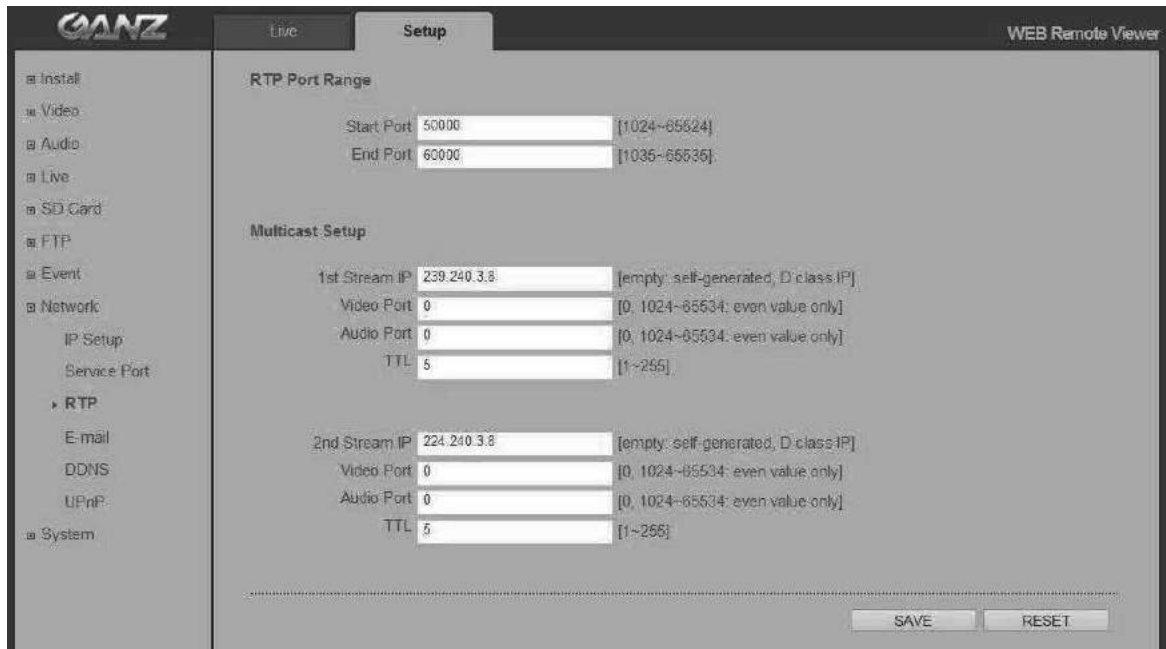 GANZ
Live
Setup
WEB Remote Viewer
Install
Video
Audio
Live
SD Card
FTP
Event
Network
IP Setup
Service Port
RTP
E-mail
DDNS
UPnP
System
RTP Port Range
Start Port 50000 [1024~65524]
End Port 60000 [1035~65535]
Multicast Setup
1st Stream IP 239.240.3.8 [empty: self-generated, D class IP]
Video Port 0 [0, 1024~65534: even value only]
Audio Port 0 [0, 1024~65534: even value only]
TTL 5 [1~255]
2nd Stream IP 224.240.3.8 [empty: self-generated, D class IP]
Video Port 0 [0, 1024~65534: even value only]
Audio Port 0 [0, 1024~65534: even value only]
TTL 5 [1~255]
SAVE
RESET